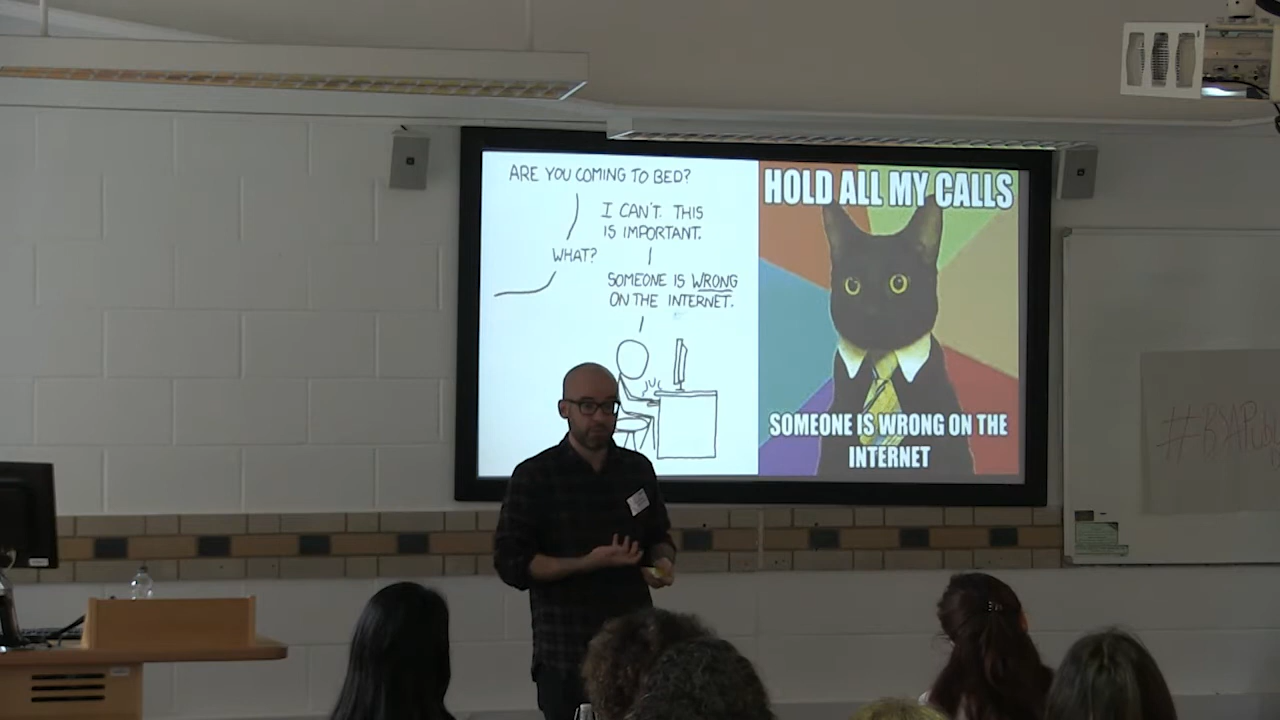 ARE YOU COMING TO BED?
I CAN'T. THIS
IS IMPORTANT.
WHAT?
SOMEONE IS WRONG
ON THE INTERNET.
HOLD ALL MY CALLS
SOMEONE IS WRONG ON THE
INTERNET